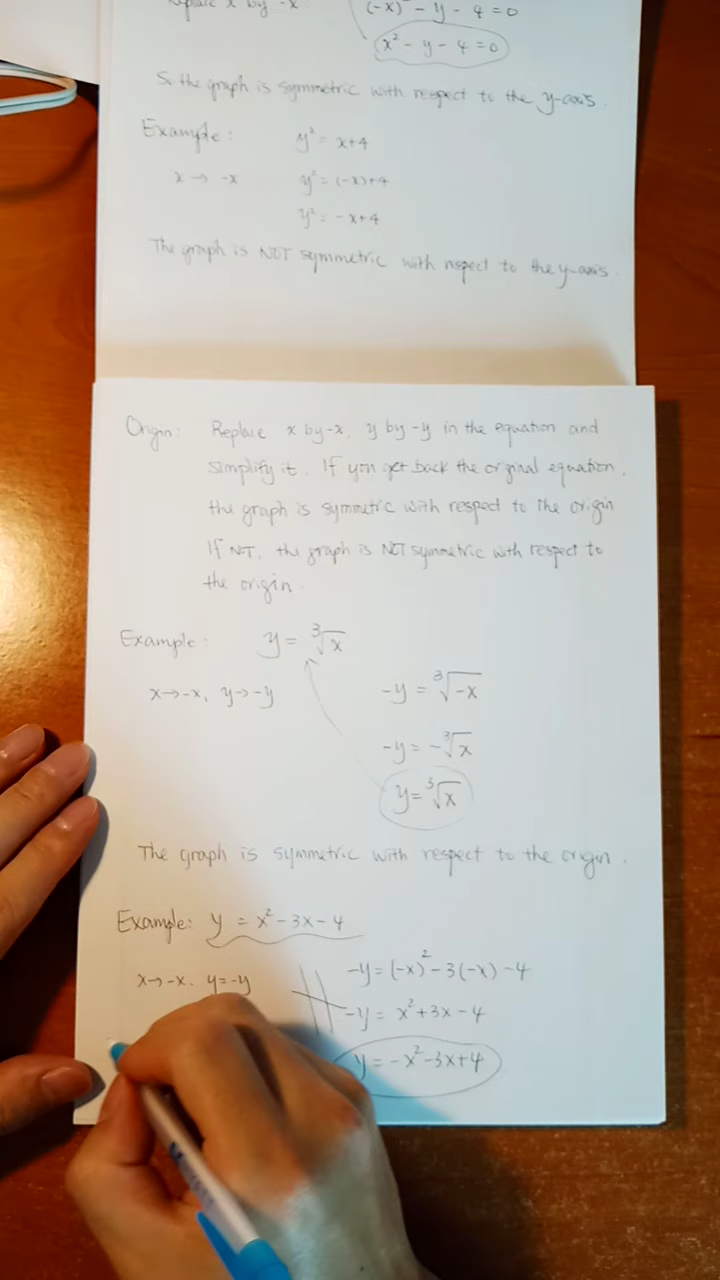 Replace x by -x (-x)² - y - 4 = 0
x² - y - 4 = 0
So the graph is symmetric with respect to the y-axis.
Example: y² = x+4
x → -x y² = (-x)+4
y² = -x+4
The graph is NOT symmetric with respect to the y-axis.
Origin: Replace x by -x, y by -y in the equation and
simplify it. If you get back the original equation,
the graph is symmetric with respect to the origin
If NOT, the graph is NOT symmetric with respect to
the origin.
Example: y = ∛x
x→-x, y→-y -y = ∛-x
-y = -∛x
y = ∛x
The graph is symmetric with respect to the origin.
Example: y = x² - 3x - 4
x→-x. y=-y -y = (-x)² - 3(-x) - 4
-y = x² + 3x - 4
y = -x² - 3x + 4